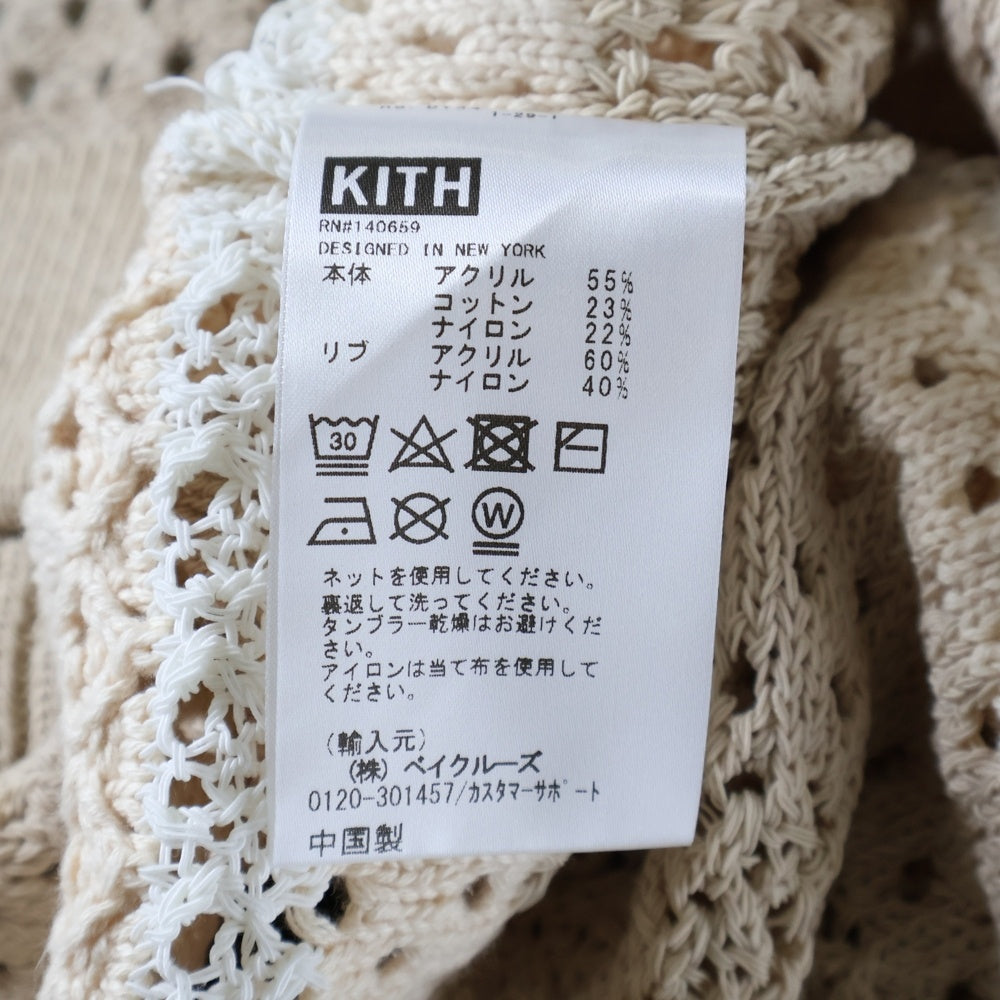 KITH
RN#140659
DESIGNED IN NEW YORK
本体 アクリル 55%
コットン 23%
ナイロン 22%
リブ アクリル 60%
ナイロン 40%
30
W
ネットを使用してください。
裏返して洗ってください。
タンブラー乾燥はお避けくだ
さい。
アイロンは当て布を使用して
ください。
(輸入元)
(株) ベイクルーズ
0120-301457/カスタマーサポート
中国製